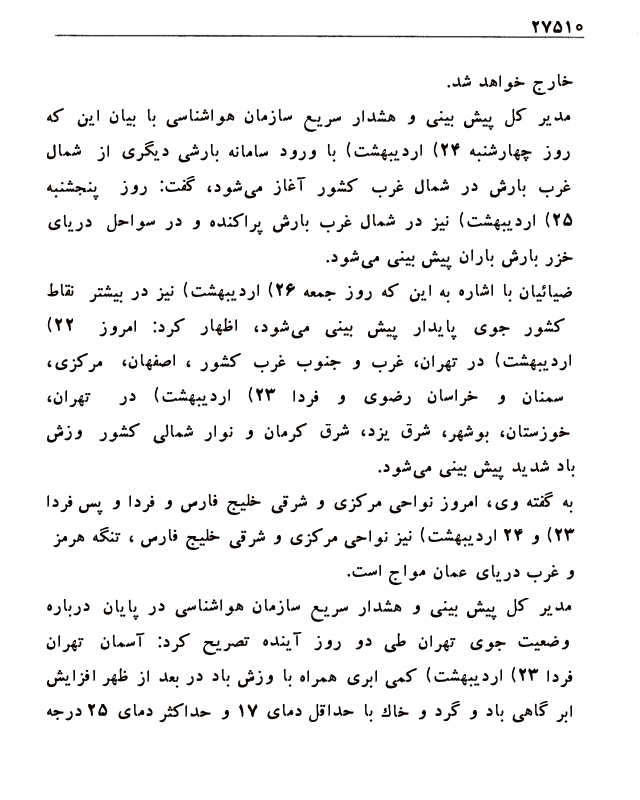 ۲۷۵۱۰
خارج خواهد شد.
مدیر کل پیش بینی و هشدار سریع سازمان هواشناسی با بیان این که
روز چهارشنبه ۲۴) اردیبهشت) با ورود سامانه بارشی دیگری از شمال
غرب بارش در شمال غرب کشور آغاز می‌شود، گفت: روز پنجشنبه
۲۵) اردیبهشت) نیز در شمال غرب بارش پراکنده و در سواحل دریای
خزر بارش باران پیش بینی می‌شود.
ضیائیان با اشاره به این که روز جمعه ۲۶) اردیبهشت) نیز در بیشتر نقاط
کشور جوی پایدار پیش بینی می‌شود، اظهار کرد: امروز ۲۲)
اردیبهشت) در تهران، غرب و جنوب غرب کشور ، اصفهان، مرکزی،
سمنان و خراسان رضوی و فردا ۲۳) اردیبهشت) در تهران،
خوزستان، بوشهر، شرق یزد، شرق کرمان و نوار شمالی کشور وزش
باد شدید پیش بینی می‌شود.
به گفته وی، امروز نواحی مرکزی و شرقی خلیج فارس و فردا و پس فردا
۲۳) و ۲۴ اردیبهشت) نیز نواحی مرکزی و شرقی خلیج فارس ، تنگه هرمز
و غرب دریای عمان مواج است.
مدیر کل پیش بینی و هشدار سریع سازمان هواشناسی در پایان درباره
وضعیت جوی تهران طی دو روز آینده تصریح کرد: آسمان تهران
فردا ۲۳) اردیبهشت) کمی ابری همراه با وزش باد در بعد از ظهر افزایش
ابر گاهی باد و گرد و خاك با حداقل دمای ۱۷ و حداکثر دمای ۲۵ درجه